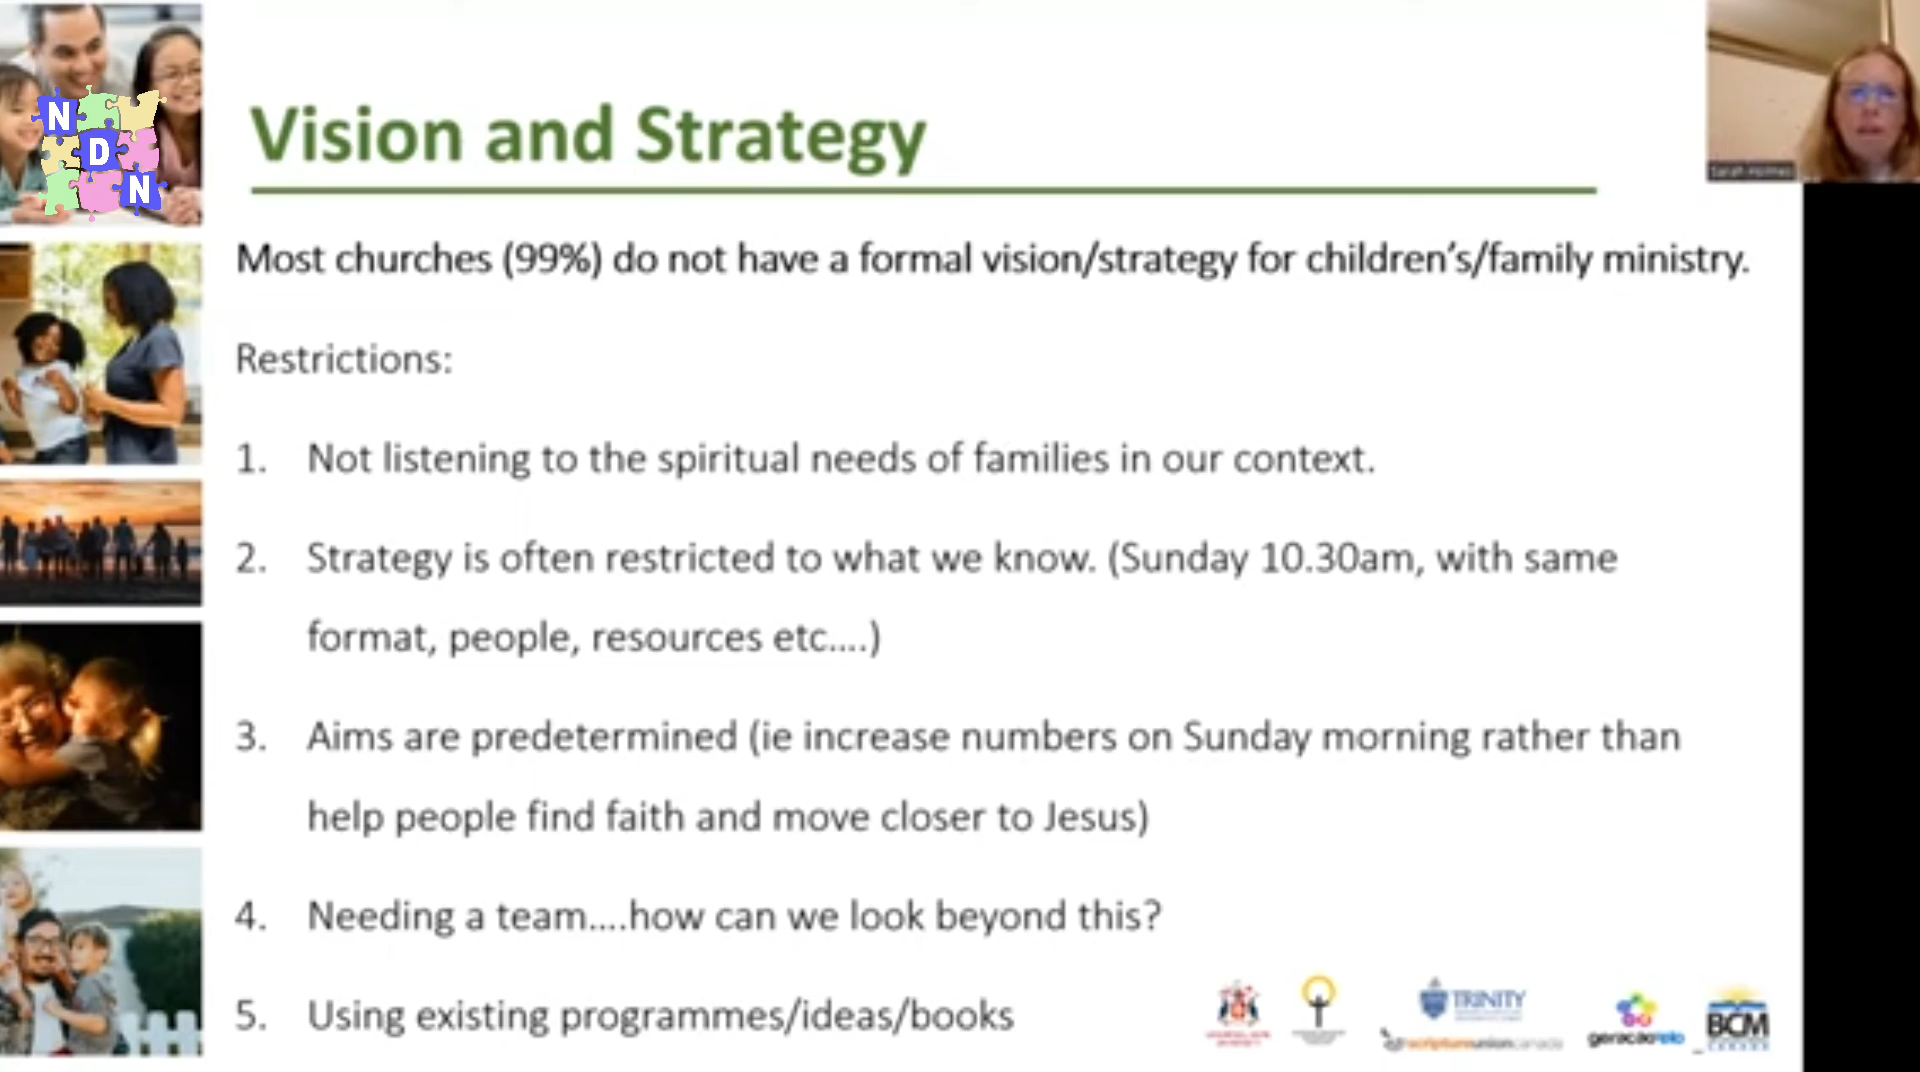 N
D
N
Vision and Strategy
Sarah Holmes
Most churches (99%) do not have a formal vision/strategy for children's/family ministry.
Restrictions:
1. Not listening to the spiritual needs of families in our context.
2. Strategy is often restricted to what we know. (Sunday 10.30am, with same
format, people, resources etc....)
3. Aims are predetermined (ie increase numbers on Sunday morning rather than
help people find faith and move closer to Jesus)
4. Needing a team....how can we look beyond this?
5. Using existing programmes/ideas/books
TRINITY
scriptureunioncanada
BCM
CANADA